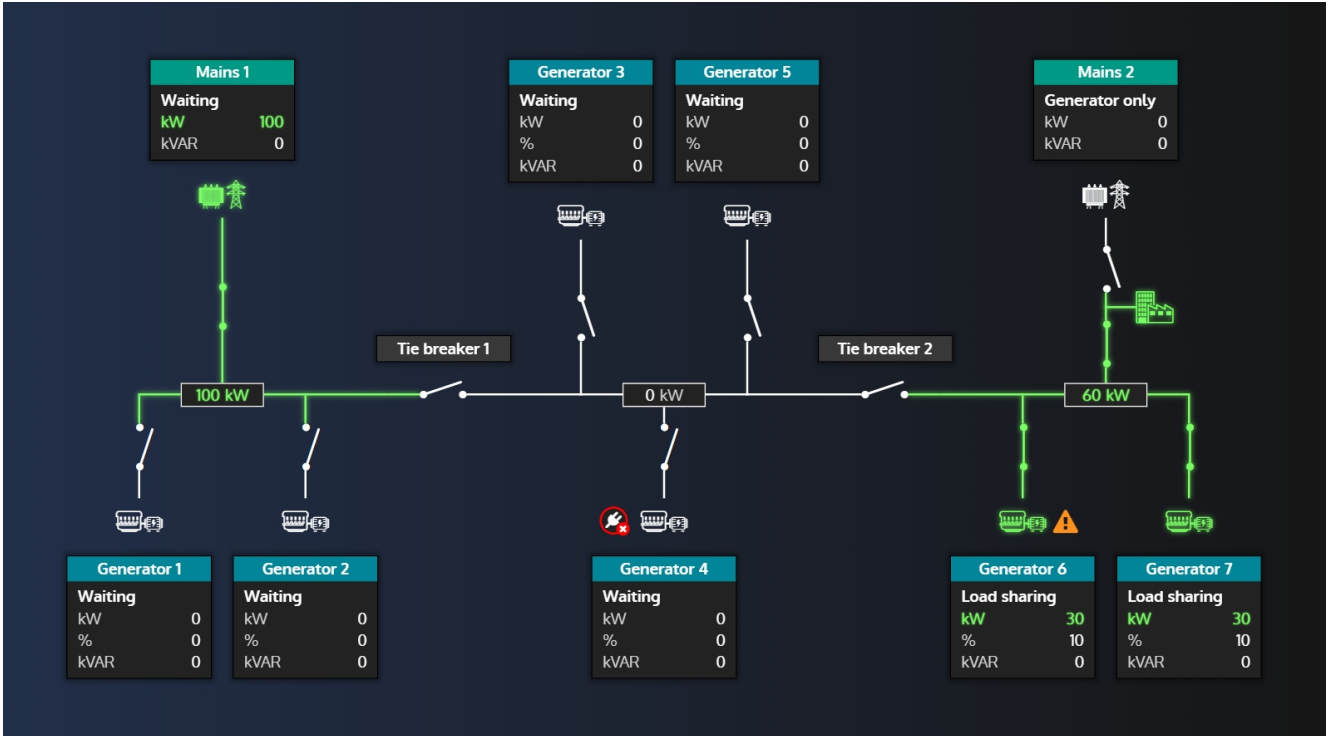 Mains 1
Waiting
kW 100
kVAR 0
Generator 3
Waiting
kW 0
% 0
kVAR 0
Generator 5
Waiting
kW 0
% 0
kVAR 0
Mains 2
Generator only
kW 0
kVAR 0
Tie breaker 1
Tie breaker 2
100 kW
0 kW
60 kW
Generator 1
Waiting
kW 0
% 0
kVAR 0
Generator 2
Waiting
kW 0
% 0
kVAR 0
Generator 4
Waiting
kW 0
% 0
kVAR 0
Generator 6
Load sharing
kW 30
% 10
kVAR 0
Generator 7
Load sharing
kW 30
% 10
kVAR 0